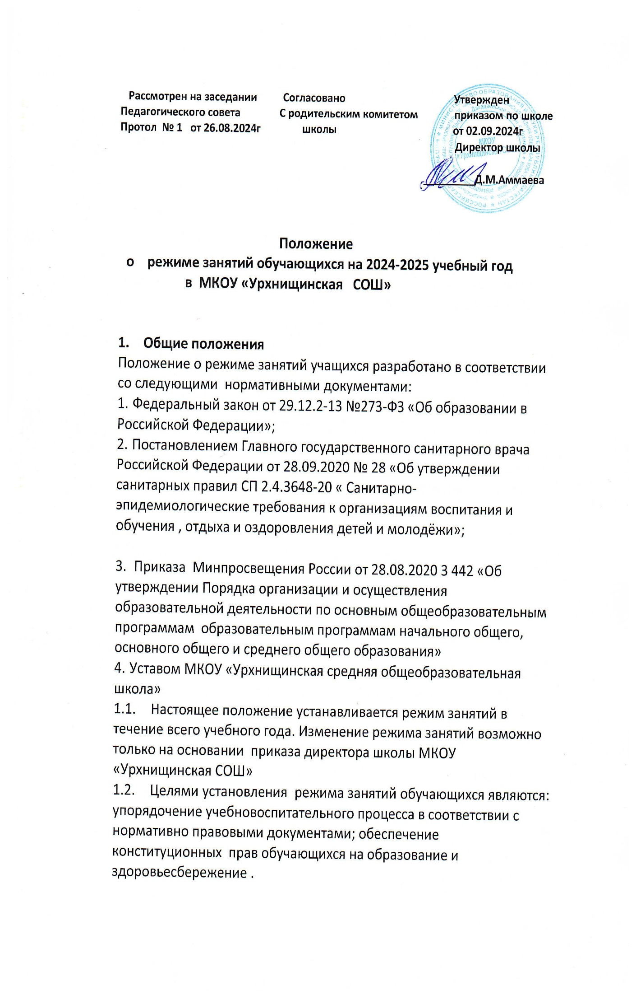 Рассмотрен на заседании Согласовано Утвержден
Педагогического совета С родительским комитетом приказом по школе
Протол № 1 от 26.08.2024г школы от 02.09.2024г
Директор школы
Д.М.Аммаева
МКОУ
Положение
о режиме занятий обучающихся на 2024-2025 учебный год
в МКОУ «Урхнищинская СОШ»
1. Общие положения
Положение о режиме занятий учащихся разработано в соответствии
со следующими нормативными документами:
1. Федеральный закон от 29.12.2-13 №273-ФЗ «Об образовании в
Российской Федерации»;
2. Постановлением Главного государственного санитарного врача
Российской Федерации от 28.09.2020 № 28 «Об утверждении
санитарных правил СП 2.4.3648-20 « Санитарно-
эпидемиологические требования к организациям воспитания и
обучения , отдыха и оздоровления детей и молодёжи»;
3. Приказа Минпросвещения России от 28.08.2020 3 442 «Об
утверждении Порядка организации и осуществления
образовательной деятельности по основным общеобразовательным
программам образовательным программам начального общего,
основного общего и среднего общего образования»
4. Уставом МКОУ «Урхнищинская средняя общеобразовательная
школа»
1.1. Настоящее положение устанавливается режим занятий в
течение всего учебного года. Изменение режима занятий возможно
только на основании приказа директора школы МКОУ
«Урхнищинская СОШ»
1.2. Целями установления режима занятий обучающихся являются:
упорядочение учебновоспитательного процесса в соответствии с
нормативно правовыми документами; обеспечение
конституционных прав обучающихся на образование и
здоровьесбережение .